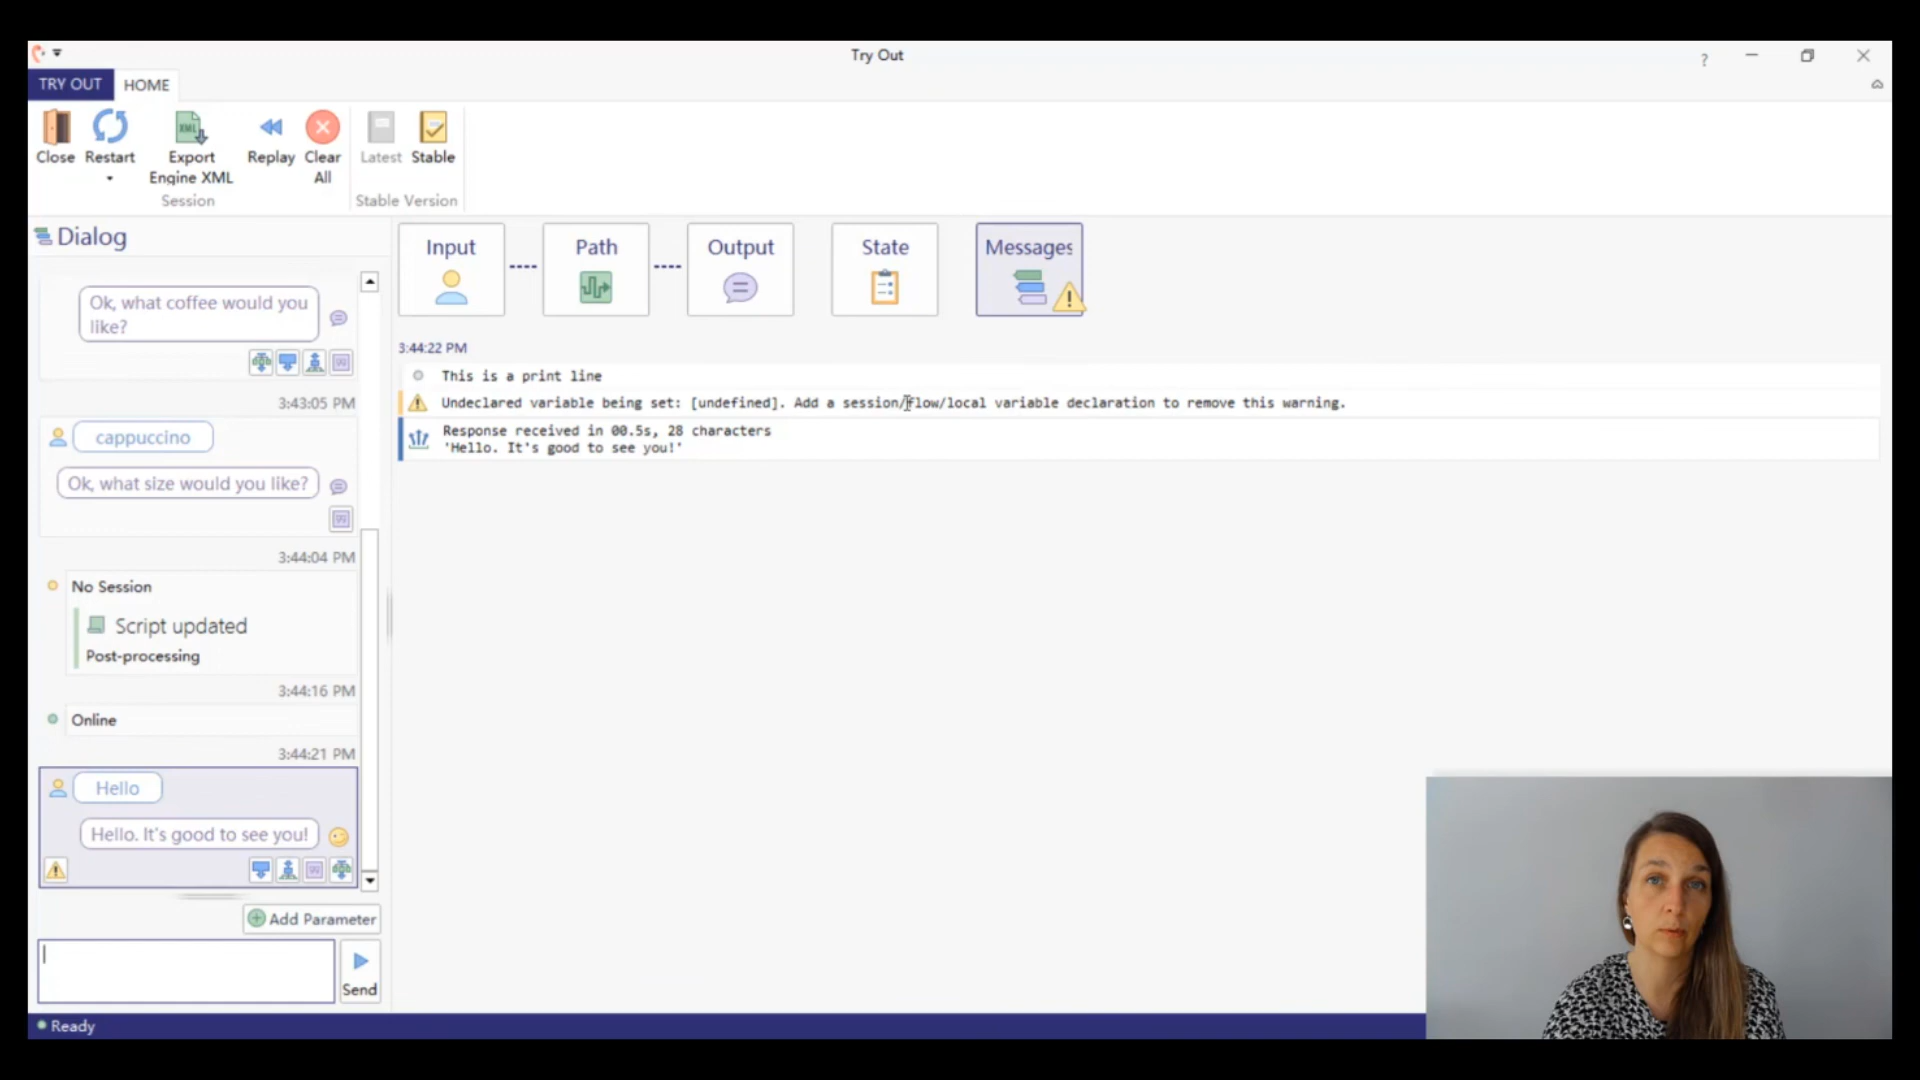 Try Out
?
TRY OUT
HOME
Close
Restart
Export
Engine XML
Replay
Clear
All
Latest
Stable
Session
Stable Version
Dialog
Ok, what coffee would you
like?
3:43:05 PM
cappuccino
Ok, what size would you like?
3:44:04 PM
No Session
Script updated
Post-processing
3:44:16 PM
Online
3:44:21 PM
Hello
Hello. It's good to see you!
Add Parameter
Send
Ready
Input
Path
Output
State
Messages
3:44:22 PM
This is a print line
Undeclared variable being set: [undefined]. Add a session/flow/local variable declaration to remove this warning.
Response received in 00.5s, 28 characters
'Hello. It's good to see you!'